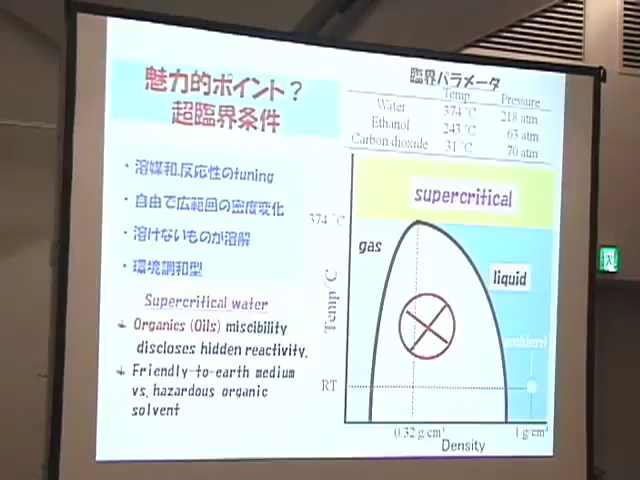 魅力的ポイント？
超臨界条件
・溶媒和、反応性のtuning
・自由で広範囲の密度変化
・溶けないものが溶解
・環境調和型
Supercritical water
Organics (Oils) miscibility
discloses hidden reactivity.
Friendly-to-earth medium
vs. hazardous organic
solvent
臨界パラメータ
Temp Pressure
Water 374 °C 218 atm
Ethanol 243 °C 63 atm
Carbon dioxide 31 °C 70 atm
supercritical
374 °C
gas
liquid
Temp/°C
ambient
RT
0.32 g/cm³ 1 g/cm³
Density